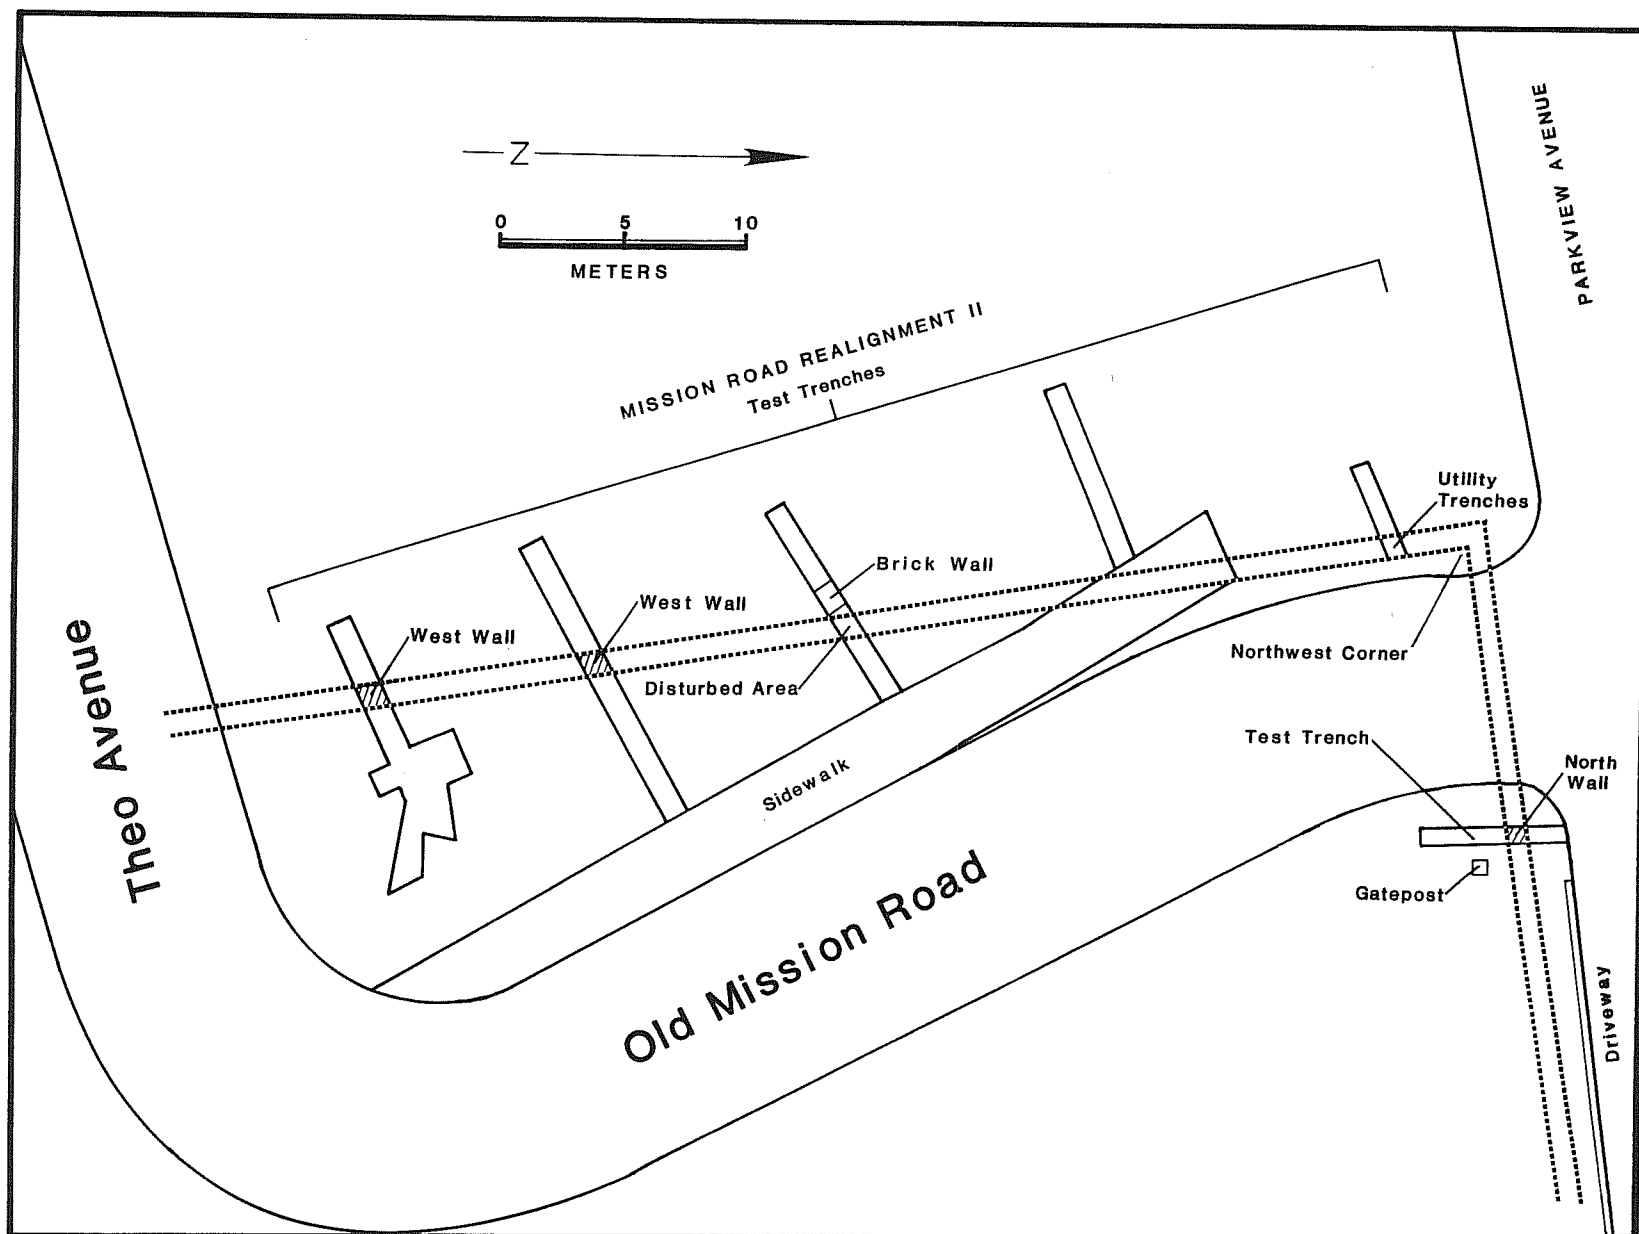 PARKVIEW AVENUE
N
0 5 10
METERS
MISSION ROAD REALIGNMENT II
Test Trenches
Utility
Trenches
Brick Wall
West Wall
West Wall
Disturbed Area
Northwest Corner
Theo Avenue
Sidewalk
Test Trench
North
Wall
Gatepost
Old Mission Road
Driveway